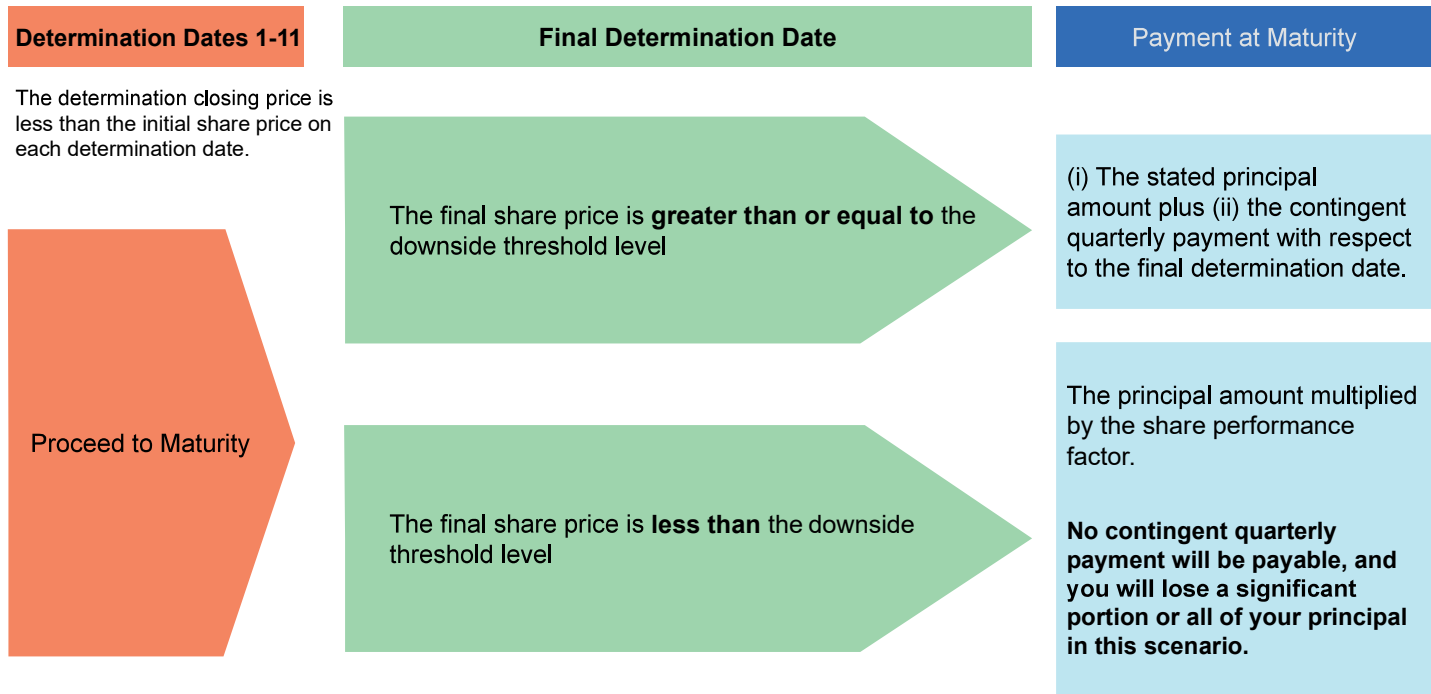 Determination Dates 1-11
Final Determination Date
Payment at Maturity
The determination closing price is
less than the initial share price on
each determination date.
Proceed to Maturity
The final share price is greater than or equal to the
downside threshold level
(i) The stated principal
amount plus (ii) the contingent
quarterly payment with respect
to the final determination date.
The final share price is less than the downside
threshold level
The principal amount multiplied
by the share performance
factor.
No contingent quarterly
payment will be payable, and
you will lose a significant
portion or all of your principal
in this scenario.